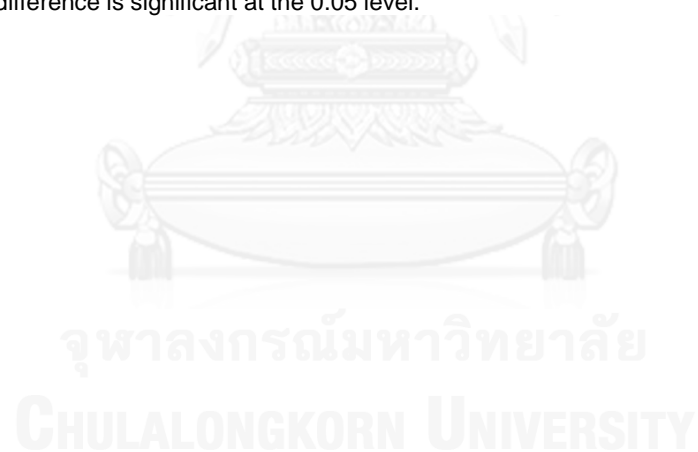 difference is significant at the 0.05 level.
จุฬาลงกรณ์มหาวิทยาลัย
CHULALONGKORN UNIVERSITY